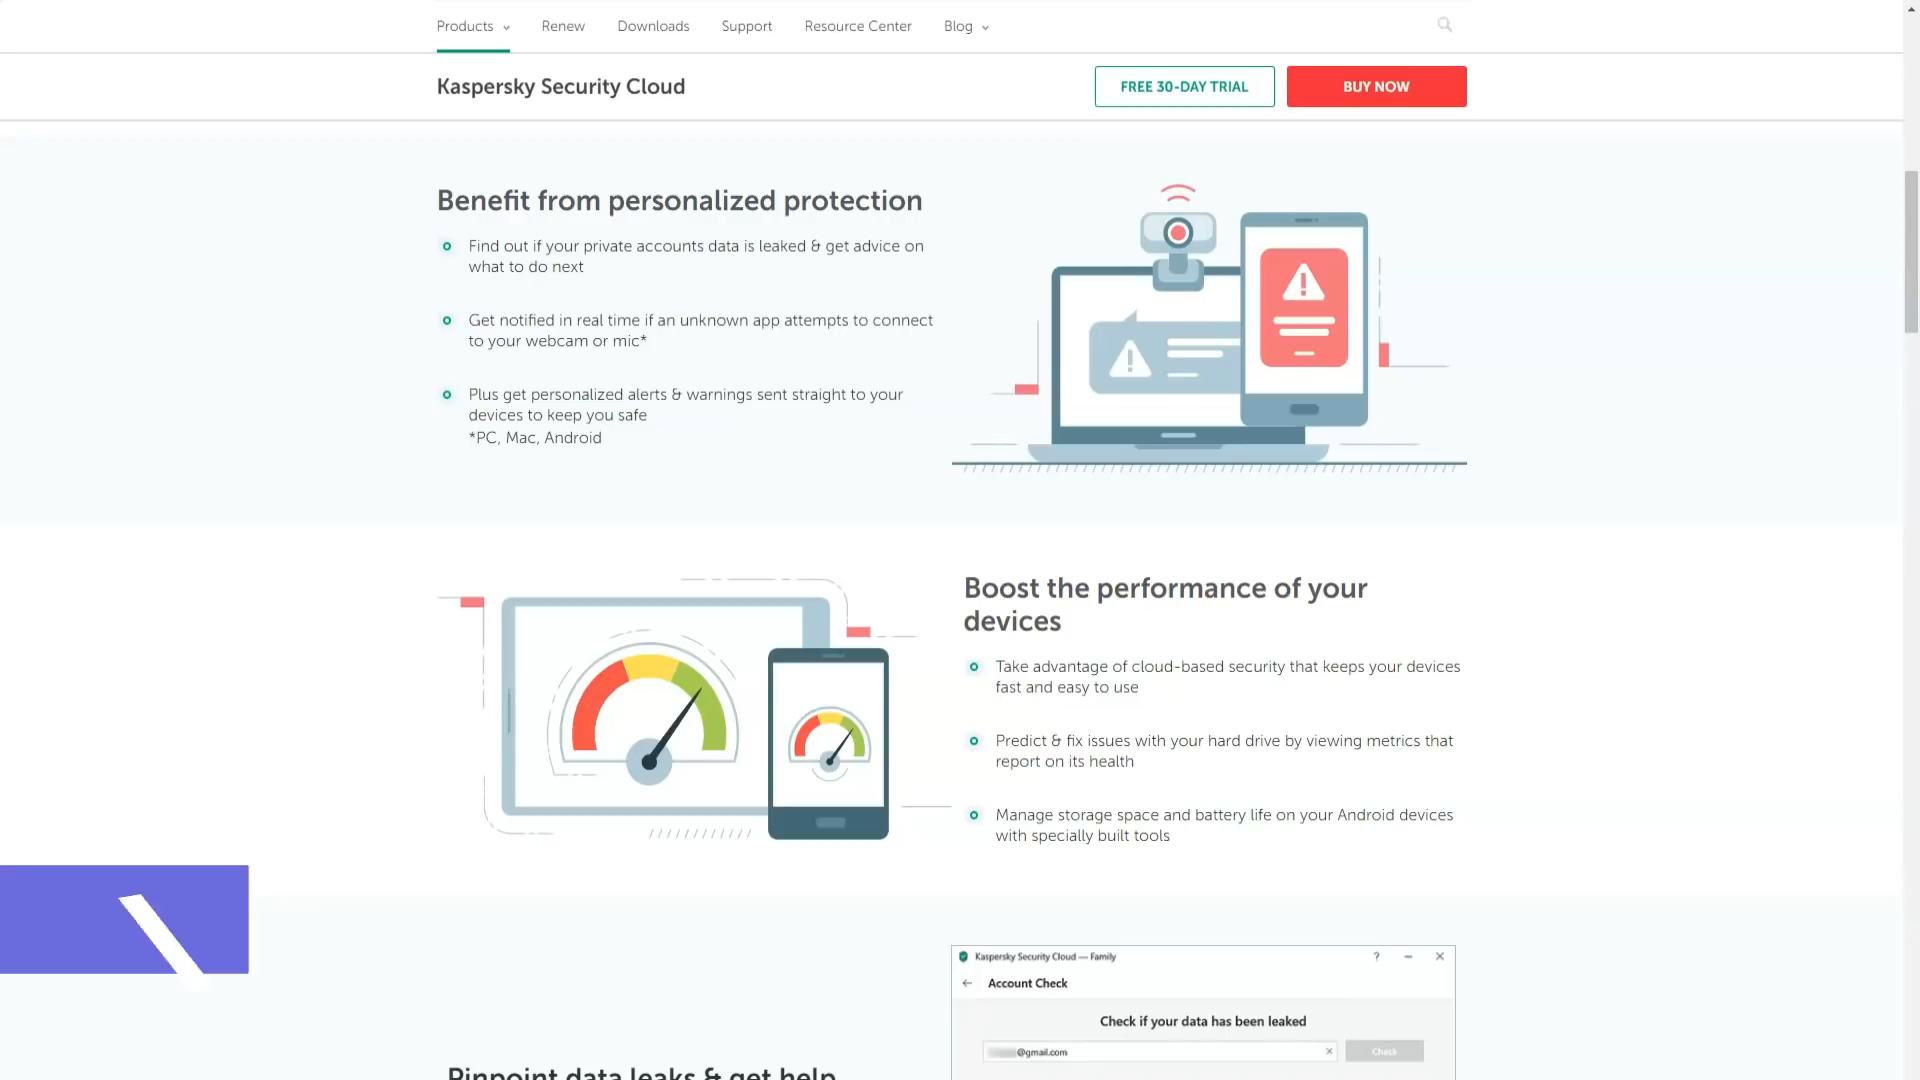 Products Renew Downloads Support Resource Center Blog
Kaspersky Security Cloud
FREE 30-DAY TRIAL
BUY NOW
Benefit from personalized protection
Find out if your private accounts data is leaked & get advice on
what to do next
Get notified in real time if an unknown app attempts to connect
to your webcam or mic*
Plus get personalized alerts & warnings sent straight to your
devices to keep you safe
*PC, Mac, Android
Boost the performance of your
devices
Take advantage of cloud-based security that keeps your devices
fast and easy to use
Predict & fix issues with your hard drive by viewing metrics that
report on its health
Manage storage space and battery life on your Android devices
with specially built tools
Kaspersky Security Cloud — Family
Account Check
Check if your data has been leaked
@gmail.com
Check
Pinpoint data leaks & get help